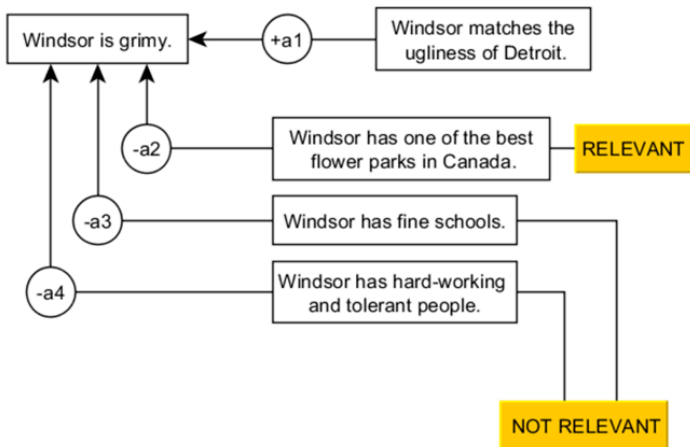 Windsor is grimy.
+a1
Windsor matches the
ugliness of Detroit.
-a2
Windsor has one of the best
flower parks in Canada.
RELEVANT
-a3
Windsor has fine schools.
-a4
Windsor has hard-working
and tolerant people.
NOT RELEVANT